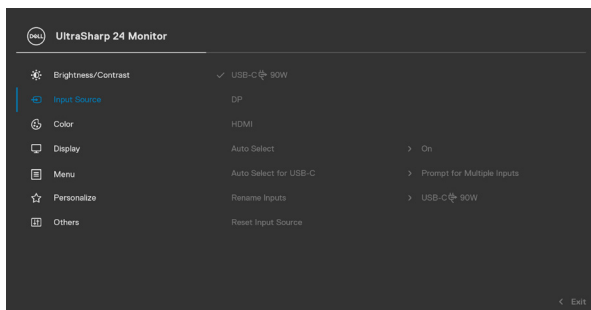 DELL UltraSharp 24 Monitor
Brightness/Contrast USB-C 90W
Input Source DP
Color HDMI
Display Auto Select On
Menu Auto Select for USB-C Prompt for Multiple Inputs
Personalize Rename Inputs USB-C 90W
Others Reset Input Source
Exit